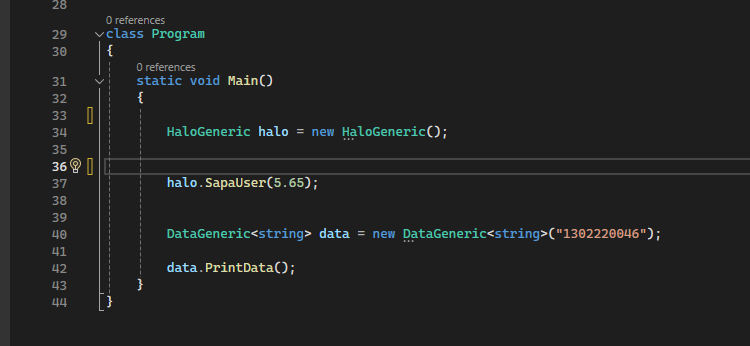 28
0 references
29 class Program
30 {
0 references
31 static void Main()
32 {
33
34 HaloGeneric halo = new HaloGeneric();
35
36
37 halo.SapaUser(5.65);
38
39
40 DataGeneric<string> data = new DataGeneric<string>("1302220046");
41
42 data.PrintData();
43 }
44 }